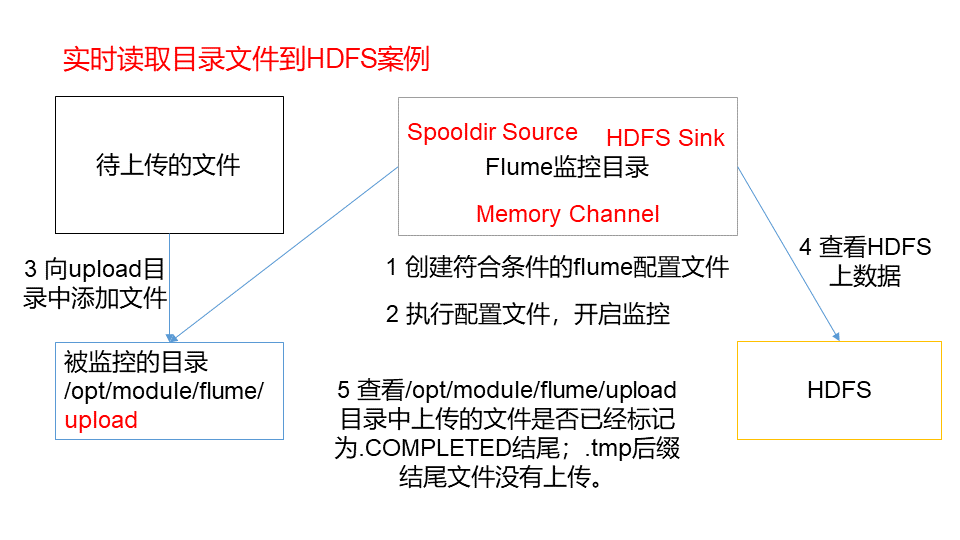 实时读取目录文件到HDFS案例
待上传的文件
Spooldir Source
HDFS Sink
Flume监控目录
Memory Channel
3 向upload目
录中添加文件
1 创建符合条件的flume配置文件
2 执行配置文件，开启监控
4 查看HDFS
上数据
被监控的目录
/opt/module/flume/
upload
5 查看/opt/module/flume/upload
目录中上传的文件是否已经标记
为.COMPLETED结尾；.tmp后缀
结尾文件没有上传。
HDFS